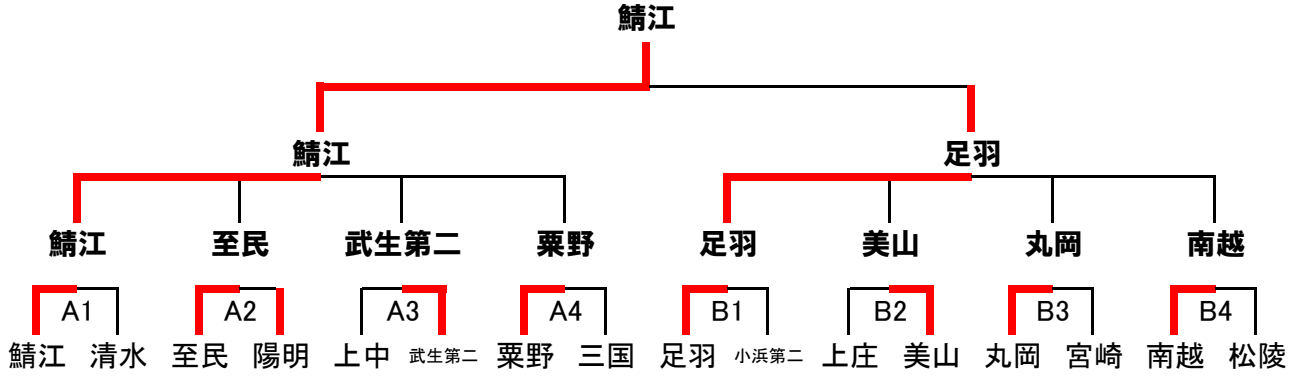 鯖江
鯖江 足羽
鯖江 至民 武生第二 粟野 足羽 美山 丸岡 南越
A1 A2 A3 A4 B1 B2 B3 B4
鯖江 清水 至民 陽明 上中 武生第二 粟野 三国 足羽 小浜第二 上庄 美山 丸岡 宮崎 南越 松陵